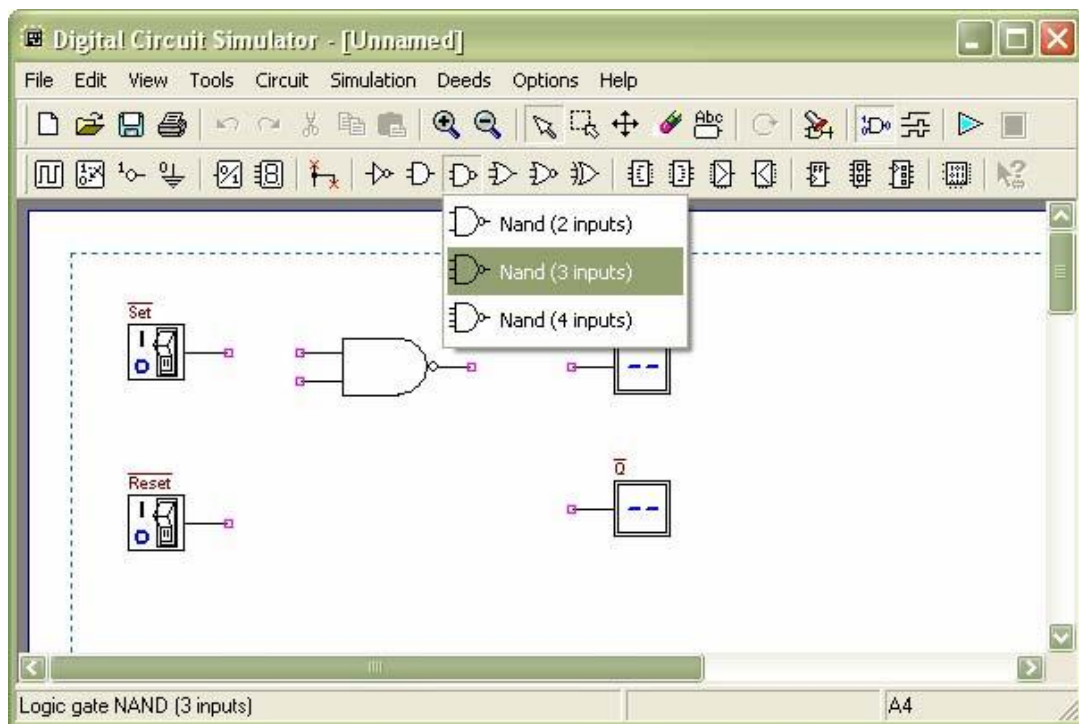 Digital Circuit Simulator - [Unnamed]
File Edit View Tools Circuit Simulation Deeds Options Help
Abc
Nand (2 inputs)
Nand (3 inputs)
Nand (4 inputs)
Set
Reset
Q
Logic gate NAND (3 inputs)
A4